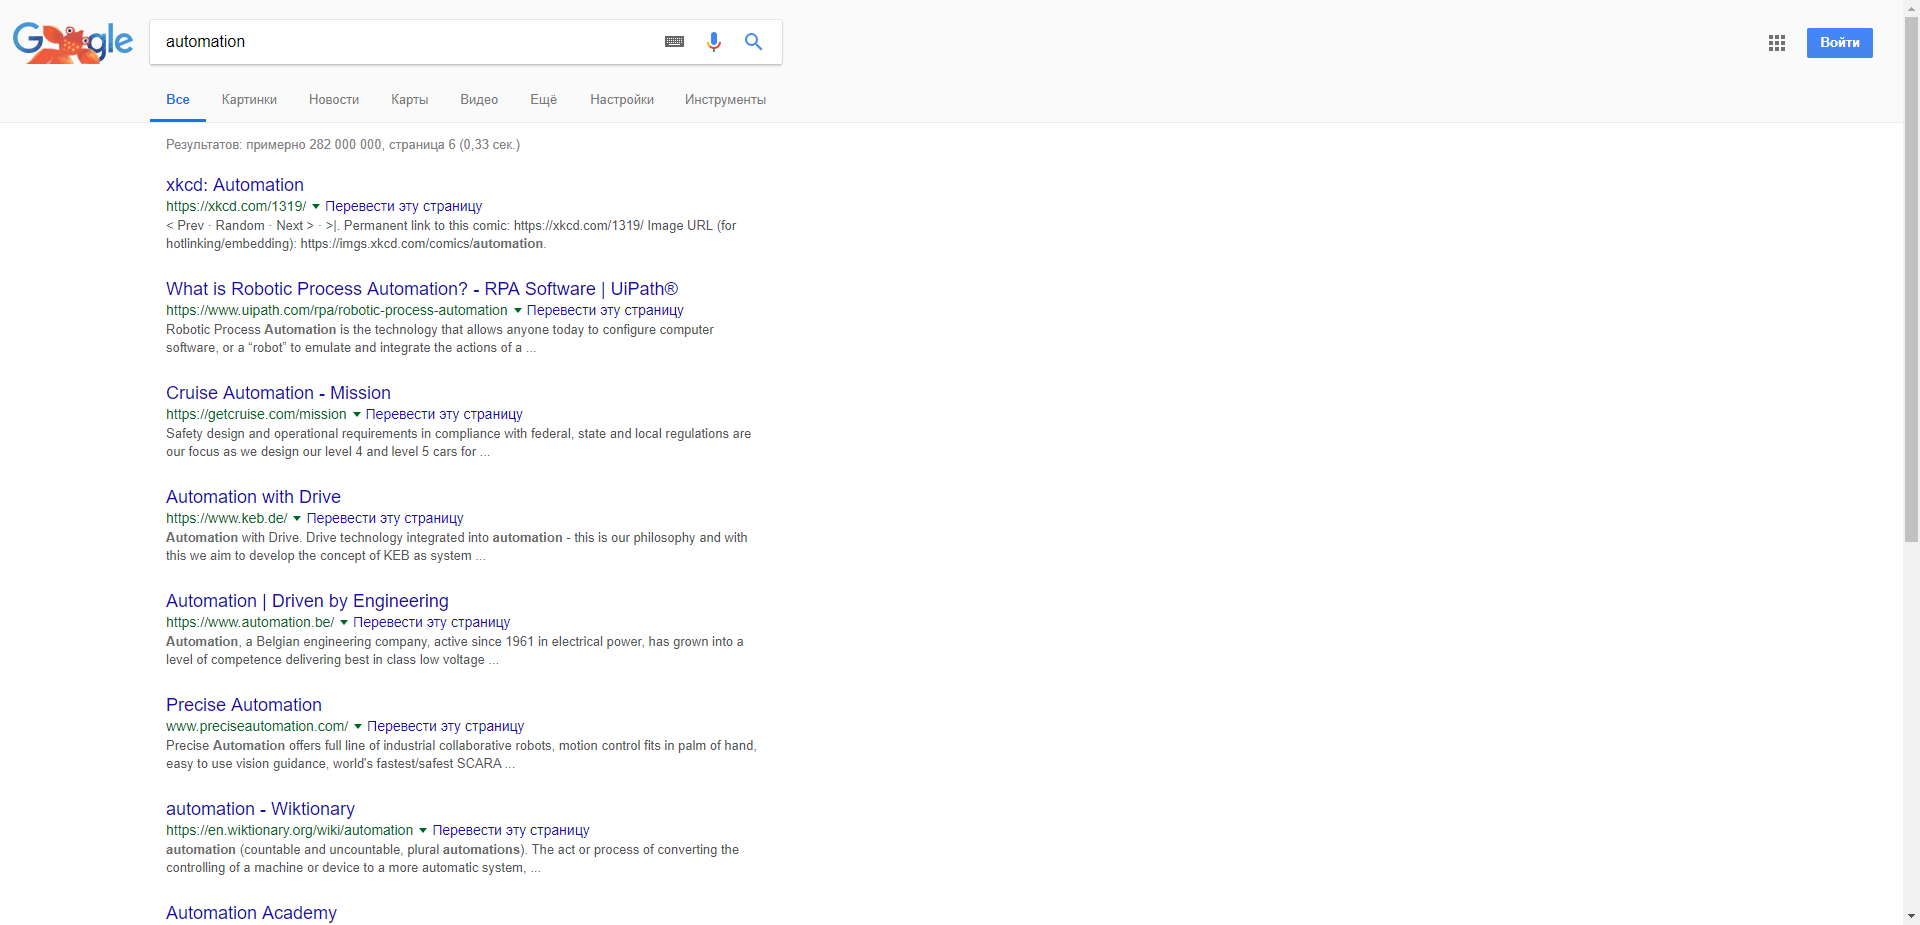 Google
automation
Войти
Все Картинки Новости Карты Видео Ещё Настройки Инструменты
Результатов: примерно 282 000 000, страница 6 (0,33 сек.)
xkcd: Automation
https://xkcd.com/1319/ Перевести эту страницу
< Prev · Random · Next > · >|. Permanent link to this comic: https://xkcd.com/1319/ Image URL (for
hotlinking/embedding): https://imgs.xkcd.com/comics/automation.
What is Robotic Process Automation? - RPA Software | UiPath®
https://www.uipath.com/rpa/robotic-process-automation Перевести эту страницу
Robotic Process Automation is the technology that allows anyone today to configure computer
software, or a “robot” to emulate and integrate the actions of a ...
Cruise Automation - Mission
https://getcruise.com/mission Перевести эту страницу
Safety design and operational requirements in compliance with federal, state and local regulations are
our focus as we design our level 4 and level 5 cars for ...
Automation with Drive
https://www.keb.de/ Перевести эту страницу
Automation with Drive. Drive technology integrated into automation - this is our philosophy and with
this we aim to develop the concept of KEB as system ...
Automation | Driven by Engineering
https://www.automation.be/ Перевести эту страницу
Automation, a Belgian engineering company, active since 1961 in electrical power, has grown into a
level of competence delivering best in class low voltage ...
Precise Automation
www.preciseautomation.com/ Перевести эту страницу
Precise Automation offers full line of industrial collaborative robots, motion control fits in palm of hand,
easy to use vision guidance, world's fastest/safest SCARA ...
automation - Wiktionary
https://en.wiktionary.org/wiki/automation Перевести эту страницу
automation (countable and uncountable, plural automations). The act or process of converting the
controlling of a machine or device to a more automatic system, ...
Automation Academy